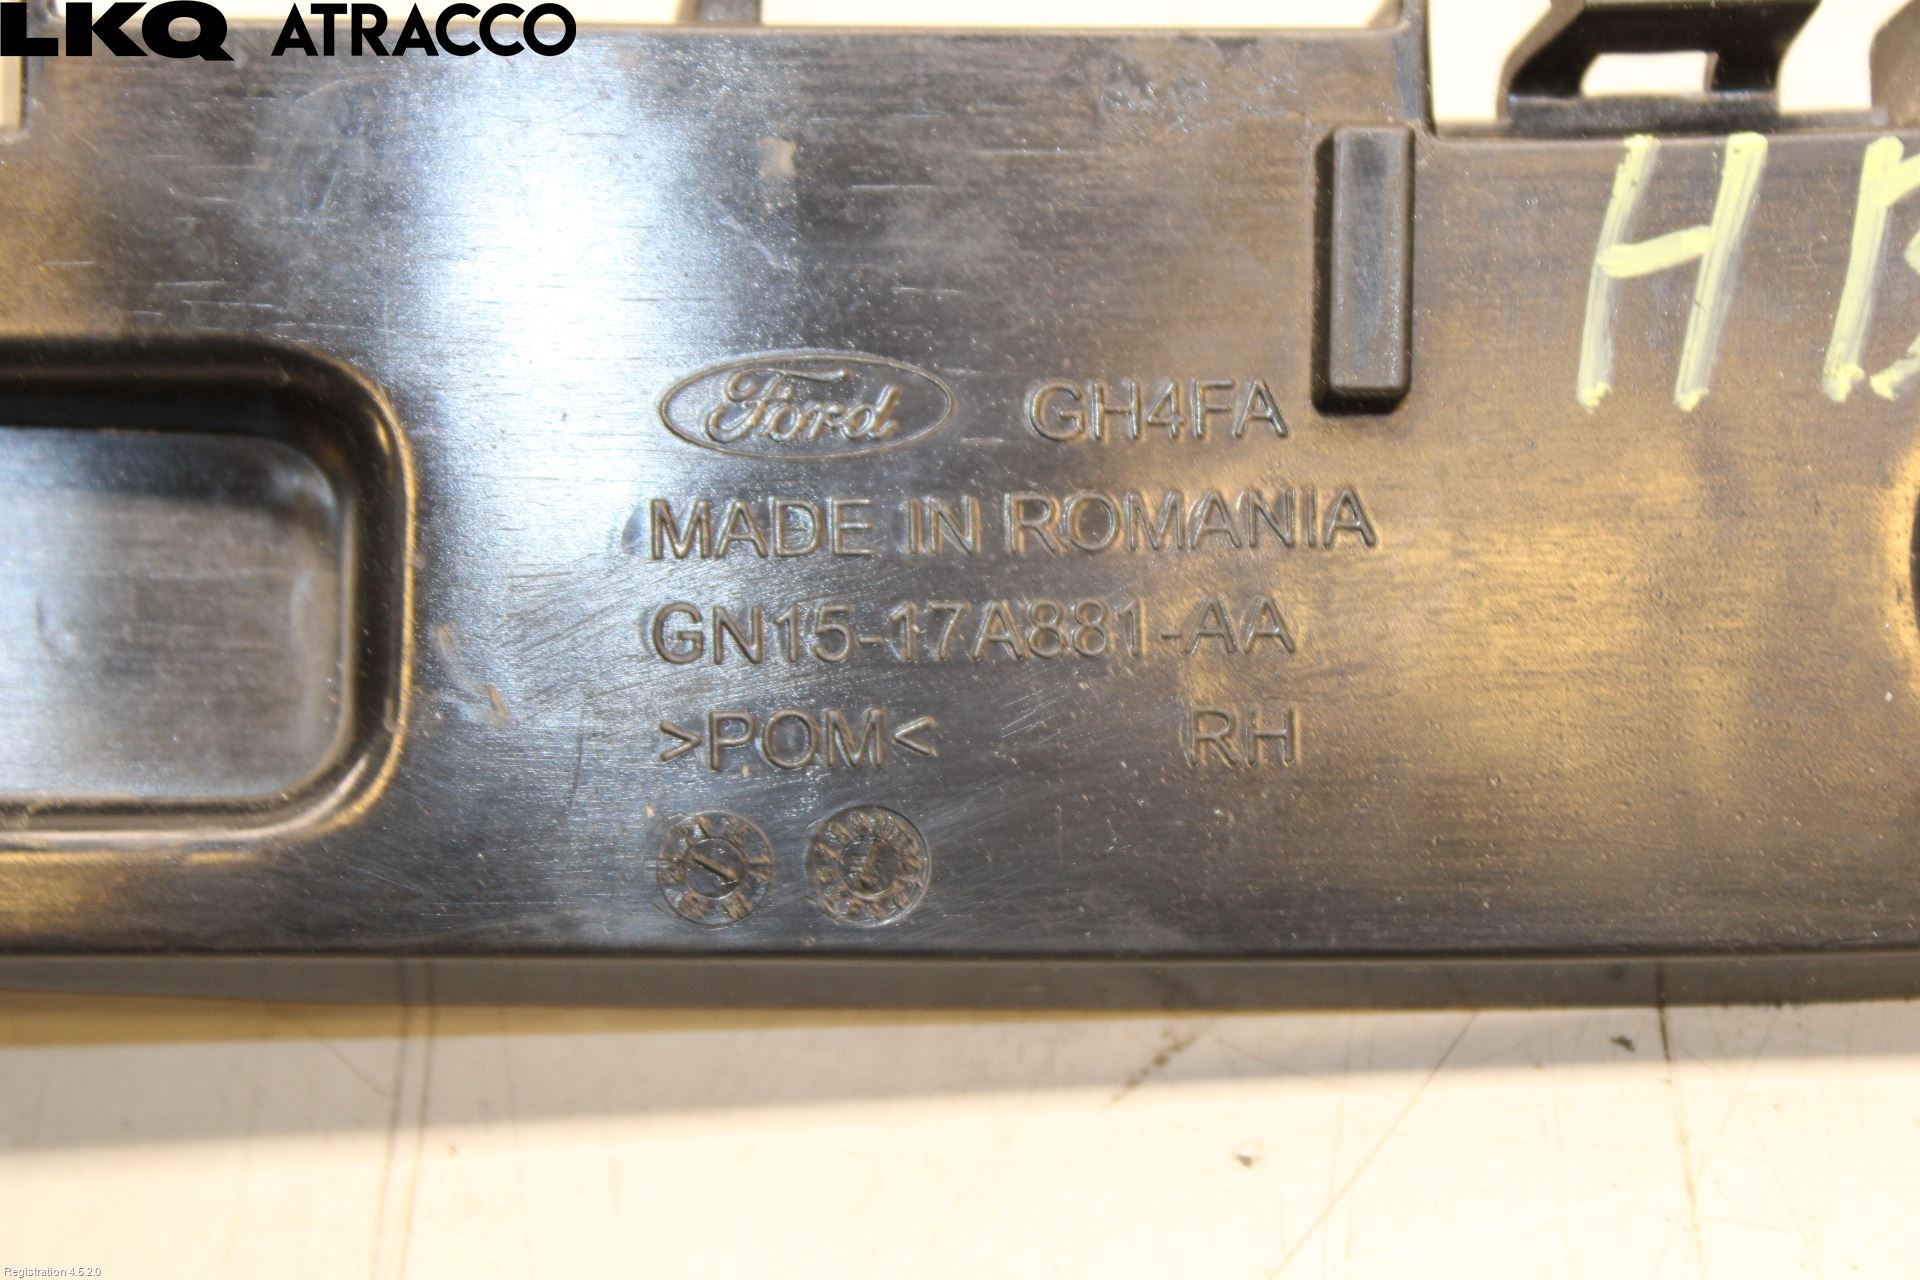 LKQ ATRACCO
Ford GH4FA
MADE IN ROMANIA
GN15-17A881-AA
>POM< RH
H
Registration 4.5.2.0